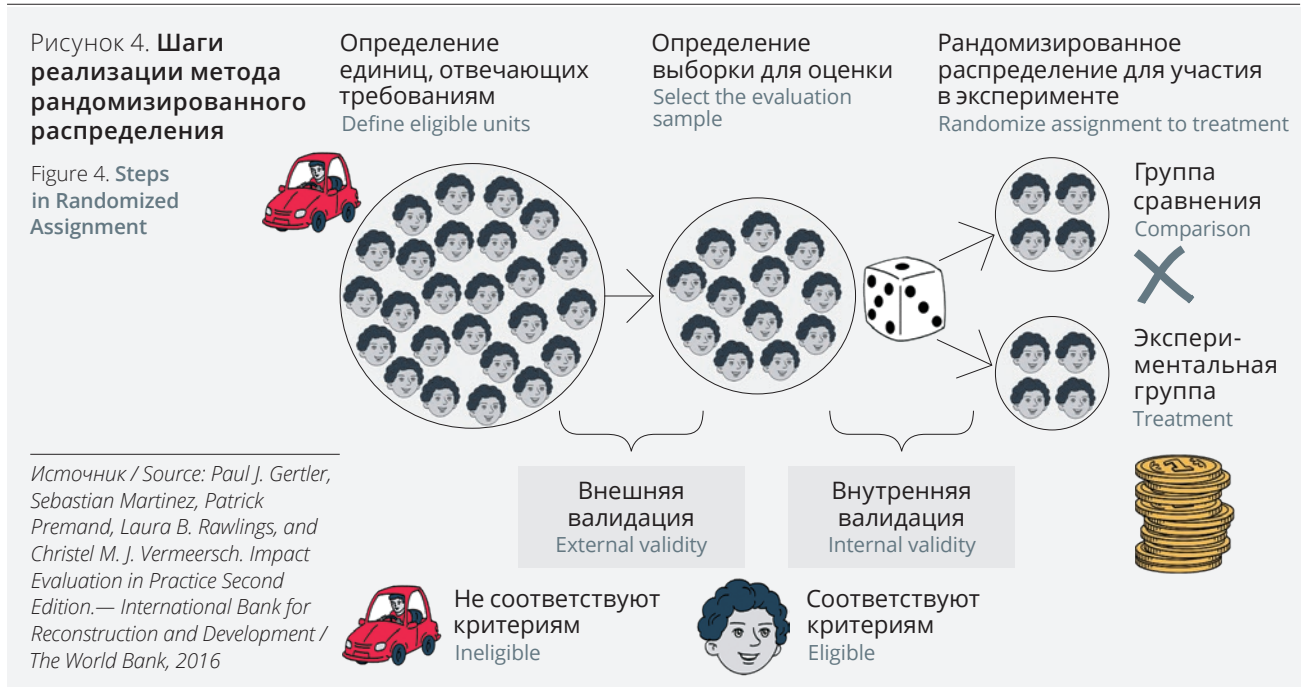 Рисунок 4. Шаги
реализации метода
рандомизированного
распределения
Figure 4. Steps
in Randomized
Assignment
Определение
единиц, отвечающих
требованиям
Define eligible units
Определение
выборки для оценки
Select the evaluation
sample
Рандомизированное
распределение для участия
в эксперименте
Randomize assignment to treatment
Группа
сравнения
Comparison
Экспери-
ментальная
группа
Treatment
1
Внешняя
валидация
External validity
Внутренняя
валидация
Internal validity
Не соответствуют
критериям
Ineligible
Соответствуют
критериям
Eligible
Источник / Source: Paul J. Gertler,
Sebastian Martinez, Patrick
Premand, Laura B. Rawlings, and
Christel M. J. Vermeersch. Impact
Evaluation in Practice Second
Edition.— International Bank for
Reconstruction and Development /
The World Bank, 2016